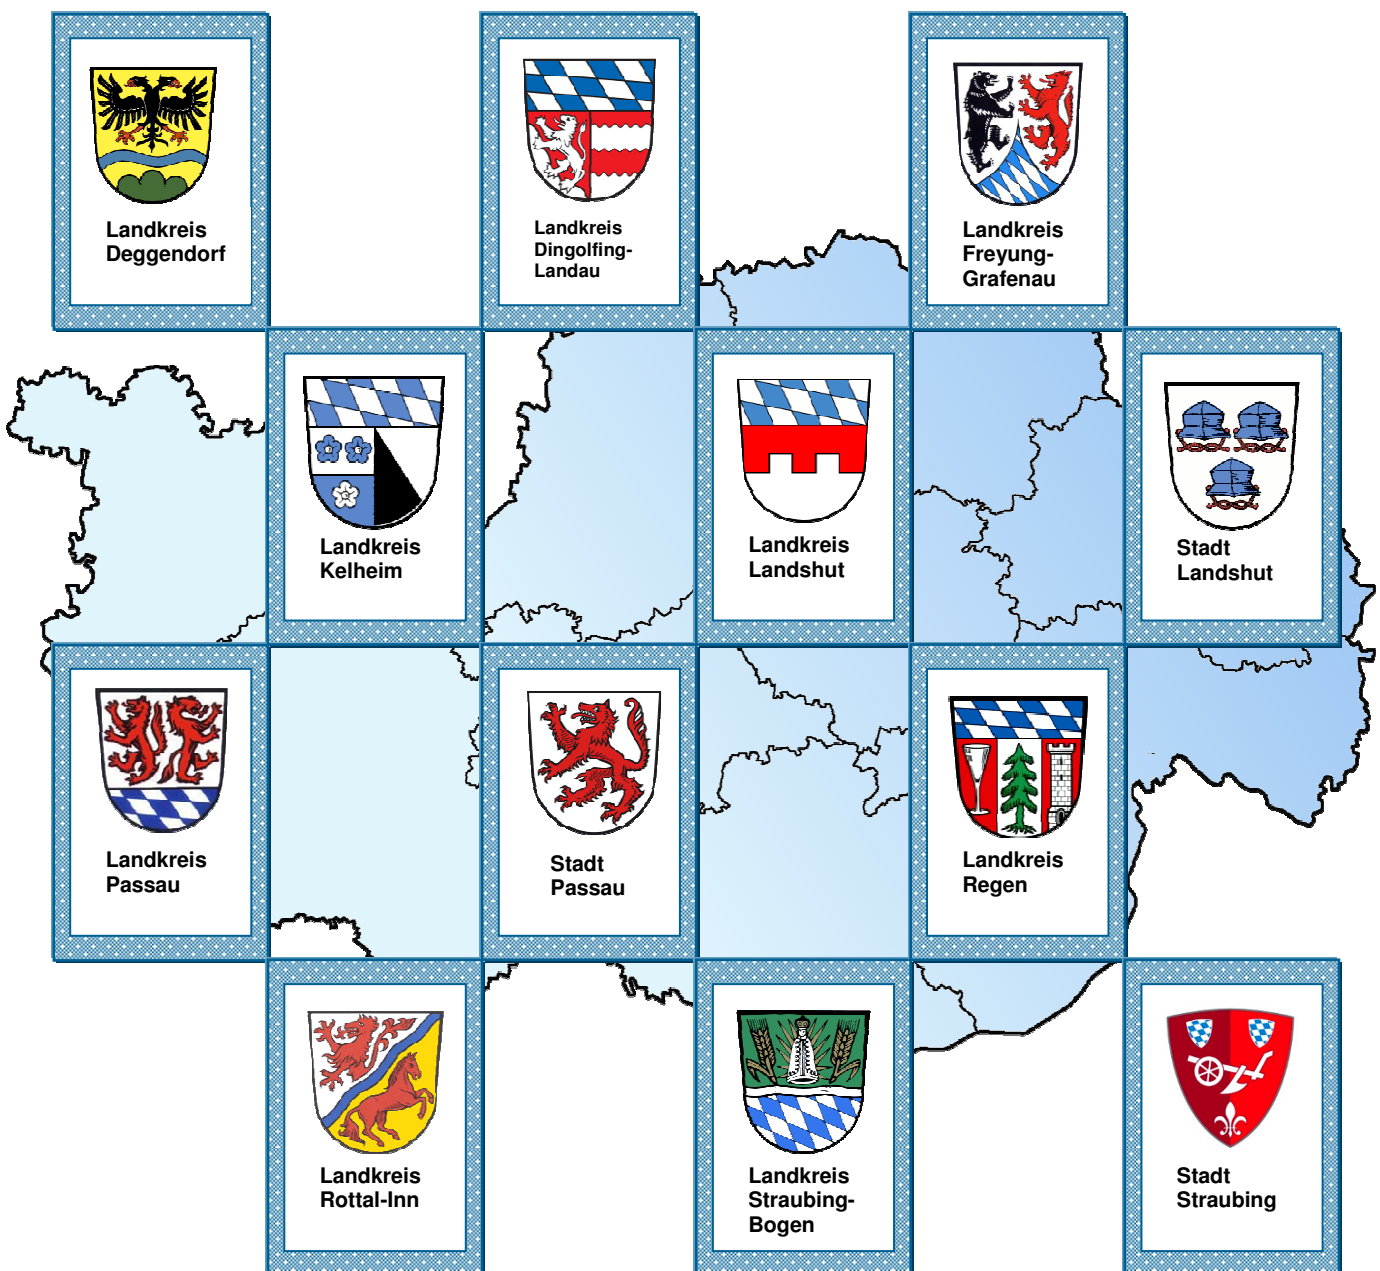 Landkreis
Deggendorf
Landkreis
Dingolfing-
Landau
Landkreis
Freyung-
Grafenau
Landkreis
Kelheim
Landkreis
Landshut
Stadt
Landshut
Landkreis
Passau
Stadt
Passau
Landkreis
Regen
Landkreis
Rottal-Inn
Landkreis
Straubing-
Bogen
Stadt
Straubing